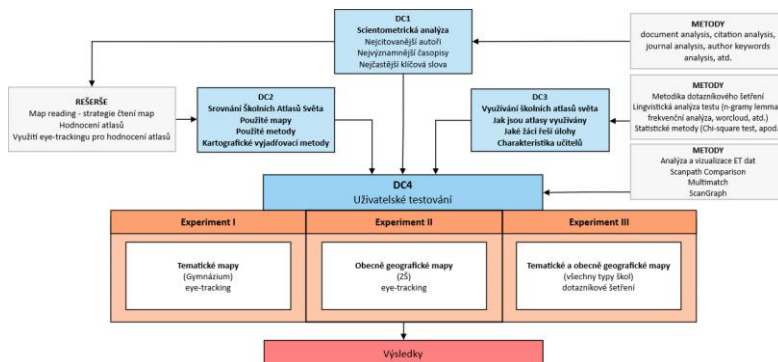 DC1
Scientometrická analýza
Nejcitovanější autoři
Nejvýznamnější časopisy
Nejčastější klíčová slova
METODY
document analysis, citation analysis,
journal analysis, author keywords
analysis, atd.
REŠERŠE
Map reading - strategie čtení map
Hodnocení atlasů
Využití eye-trackingu pro hodnocení atlasů
DC2
Srovnání Školních Atlasů Světa
Použité mapy
Použité metody
Kartografické vyjadřovací metody
DC3
Využívání školních atlasů světa
Jak jsou atlasy využívány
Jaké žáci řeší úlohy
Charakteristika učitelů
METODY
Metodika dotazníkového šetření
Lingvistická analýza testu (n-gramy lemma,
frekvenční analýza, worcloud, atd.)
Statistické metody (Chi-square test, apod.)
METODY
Analýza a vizualizace ET dat
Scanpath Comparison
Multimatch
ScanGraph
DC4
Uživatelské testování
Experiment I
Experiment II
Experiment III
Tematické mapy
(Gymnázium)
eye-tracking
Obecně geografické mapy
(ZŠ)
eye-tracking
Tematické a obecně geografické mapy
(všechny typy škol)
dotazníkové šetření
Výsledky